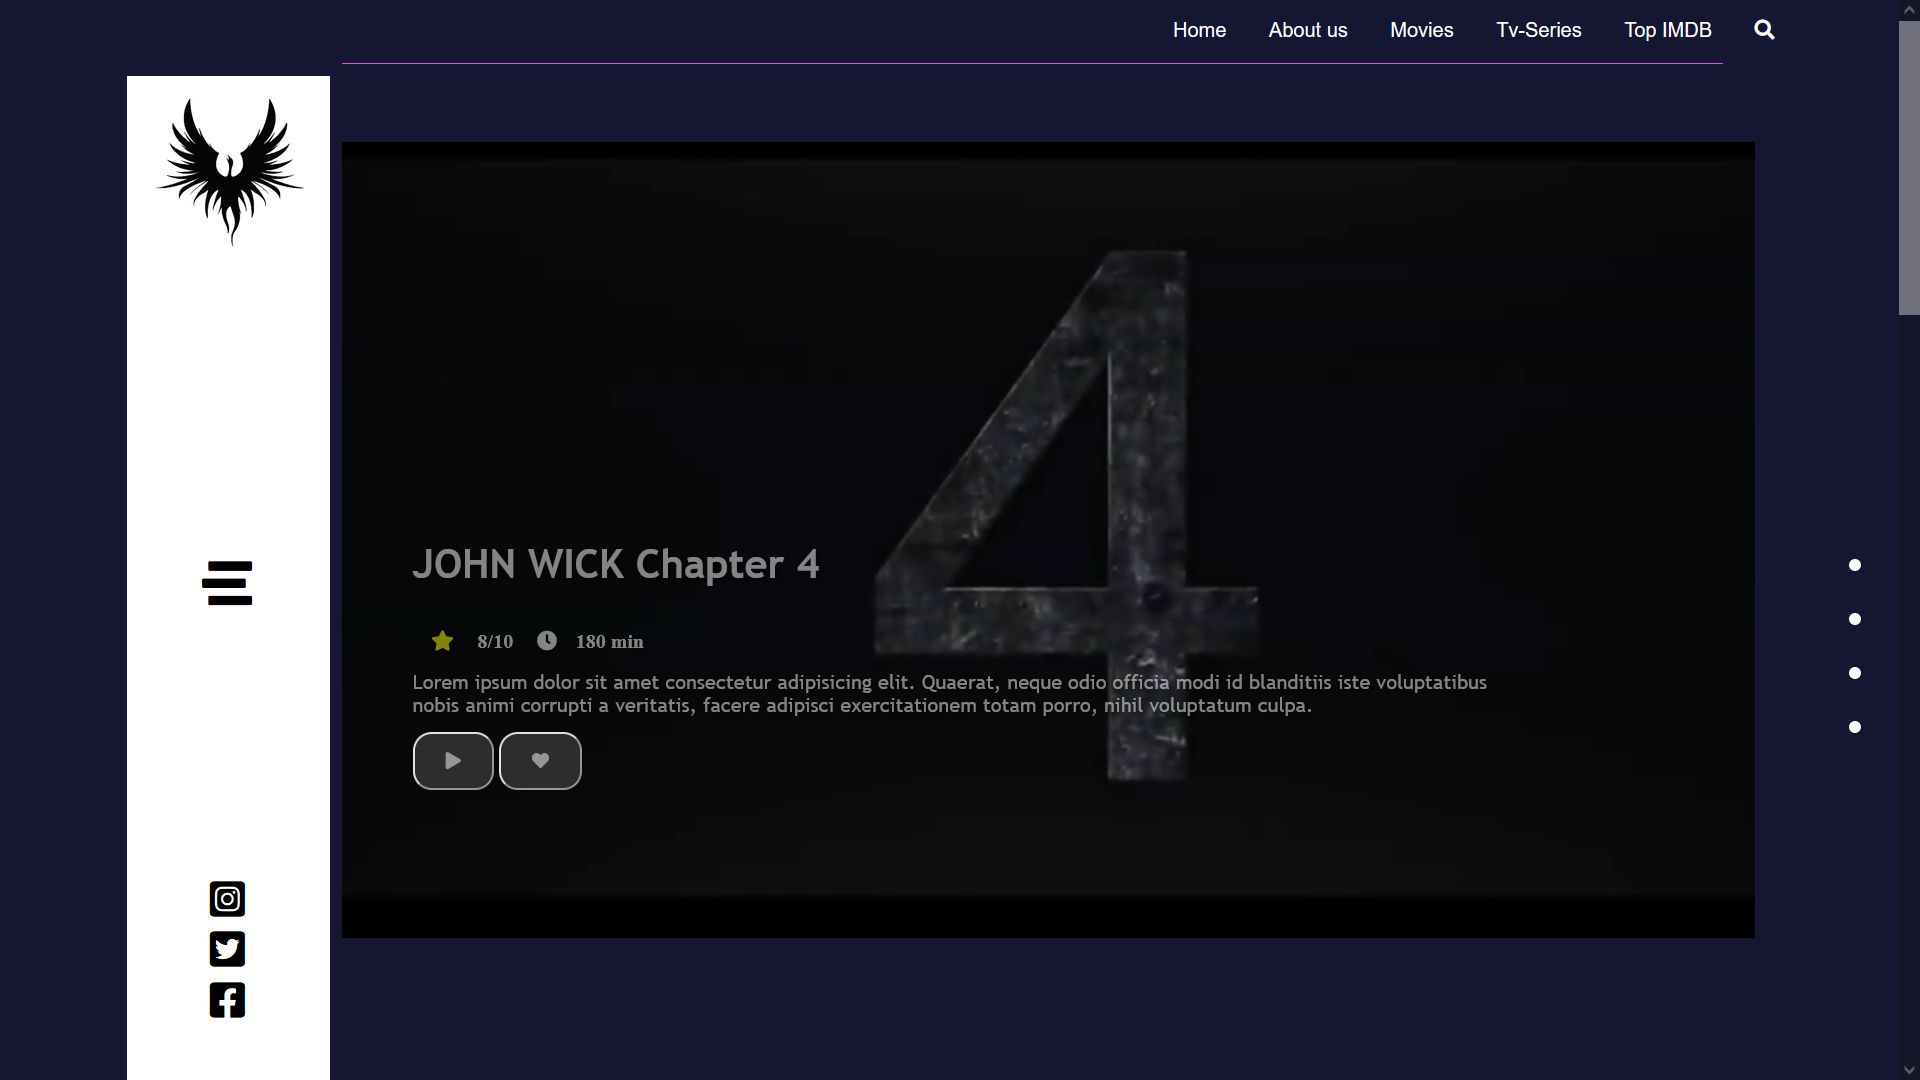 Home About us Movies Tv-Series Top IMDB
4
JOHN WICK Chapter 4
8/10 180 min
Lorem ipsum dolor sit amet consectetur adipisicing elit. Quaerat, neque odio officia modi id blanditiis iste voluptatibus
nobis animi corrupti a veritatis, facere adipisci exercitationem totam porro, nihil voluptatum culpa.